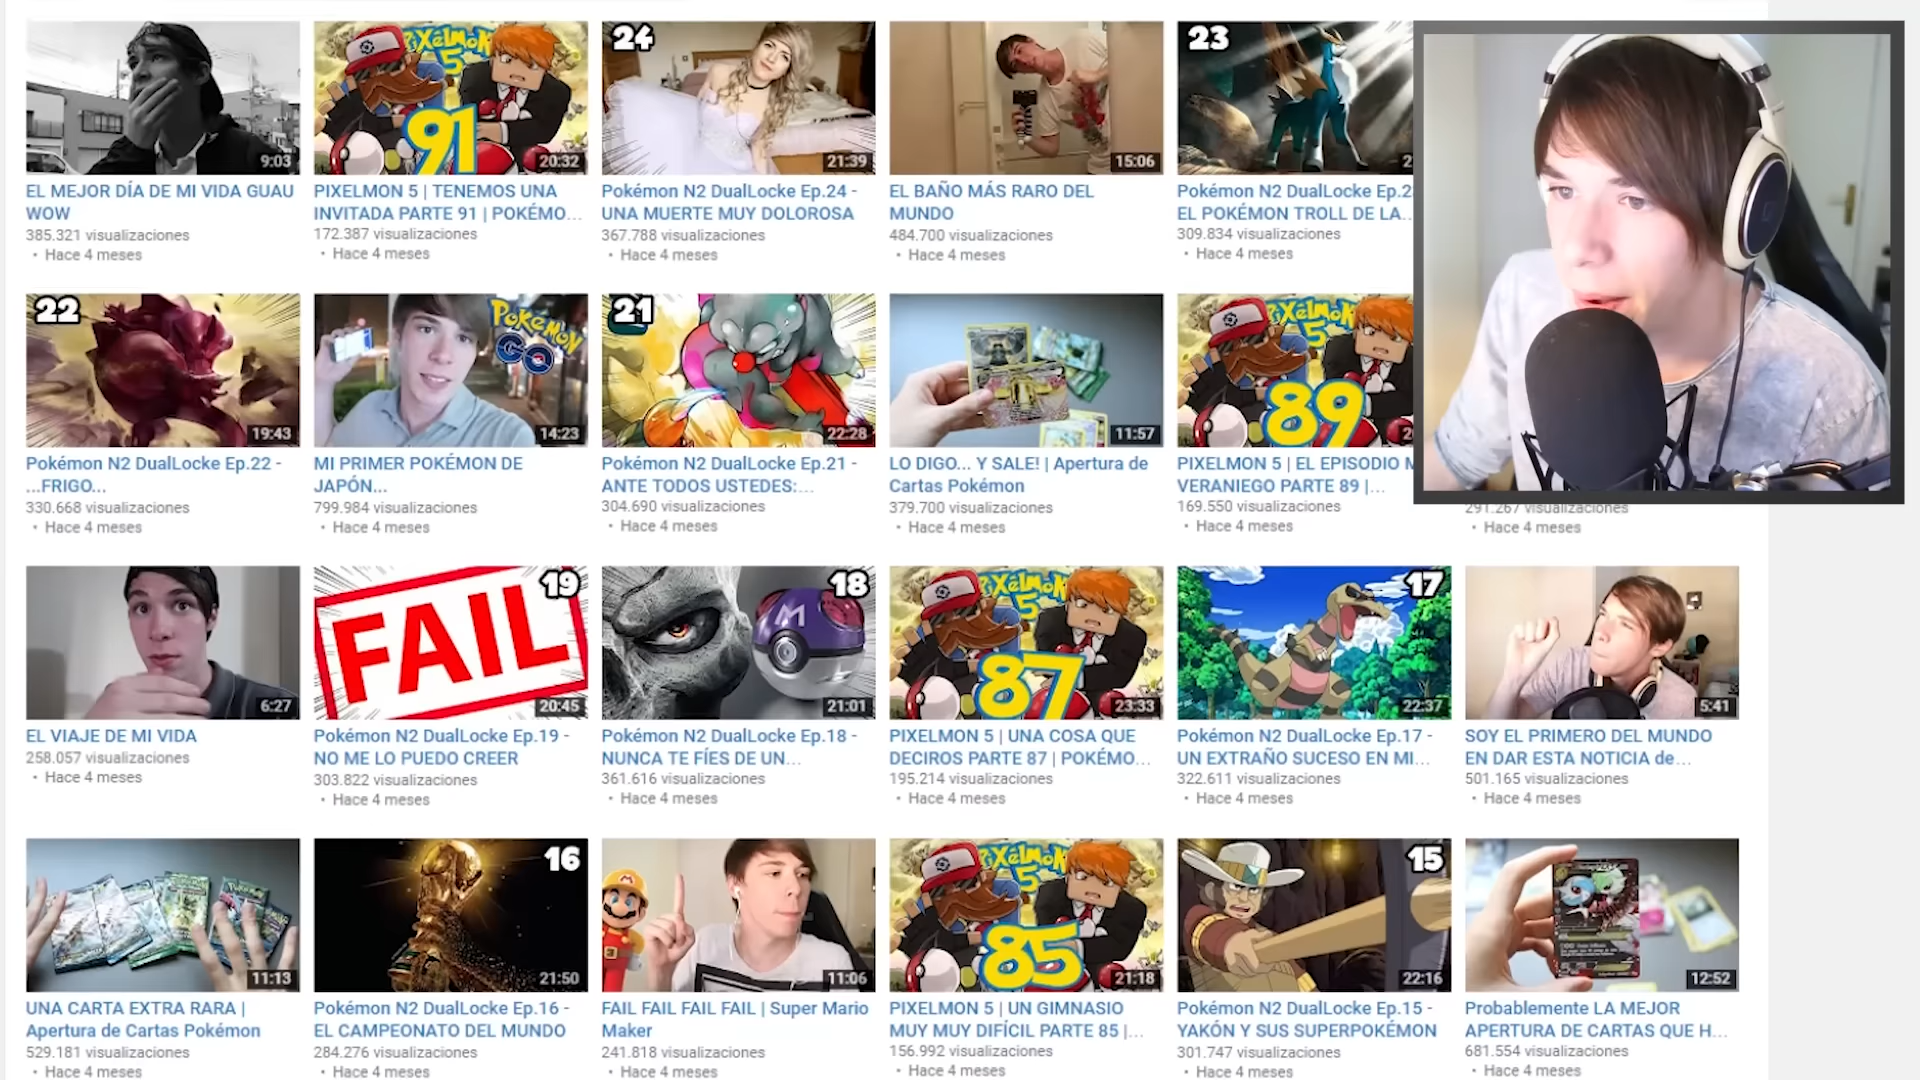 24
23
PiXélmoN
5
91
9:03
20:32
21:39
15:06
EL MEJOR DÍA DE MI VIDA GUAU
WOW
385.321 visualizaciones
• Hace 4 meses
PIXELMON 5 | TENEMOS UNA
INVITADA PARTE 91 | POKÉMO...
172.387 visualizaciones
• Hace 4 meses
Pokémon N2 DualLocke Ep.24 -
UNA MUERTE MUY DOLOROSA
367.788 visualizaciones
• Hace 4 meses
EL BAÑO MÁS RARO DEL
MUNDO
484.700 visualizaciones
• Hace 4 meses
Pokémon N2 DualLocke Ep.2
EL POKÉMON TROLL DE LA...
309.834 visualizaciones
• Hace 4 meses
22
PoKéMoN
GO
21
PiXélmoN
5
89
19:43
14:23
22:28
11:57
Pokémon N2 DualLocke Ep.22 -
...FRIGO...
330.668 visualizaciones
• Hace 4 meses
MI PRIMER POKÉMON DE
JAPÓN...
799.984 visualizaciones
• Hace 4 meses
Pokémon N2 DualLocke Ep.21 -
ANTE TODOS USTEDES:...
304.690 visualizaciones
• Hace 4 meses
LO DIGO... Y SALE! | Apertura de
Cartas Pokémon
379.700 visualizaciones
• Hace 4 meses
PIXELMON 5 | EL EPISODIO M
VERANIEGO PARTE 89 |...
169.550 visualizaciones
• Hace 4 meses
291.267 visualizaciones
• Hace 4 meses
FAIL
19
18
M
PiXélmoN
5
87
17
6:27
20:45
21:01
23:33
22:37
5:41
EL VIAJE DE MI VIDA
258.057 visualizaciones
• Hace 4 meses
Pokémon N2 DualLocke Ep.19 -
NO ME LO PUEDO CREER
303.822 visualizaciones
• Hace 4 meses
Pokémon N2 DualLocke Ep.18 -
NUNCA TE FÍES DE UN...
361.616 visualizaciones
• Hace 4 meses
PIXELMON 5 | UNA COSA QUE
DECIROS PARTE 87 | POKÉMO...
195.214 visualizaciones
• Hace 4 meses
Pokémon N2 DualLocke Ep.17 -
UN EXTRAÑO SUCESO EN MI...
322.611 visualizaciones
• Hace 4 meses
SOY EL PRIMERO DEL MUNDO
EN DAR ESTA NOTICIA de...
501.165 visualizaciones
• Hace 4 meses
16
M
PiXélmoN
5
85
15
11:13
21:50
11:06
21:18
22:16
12:52
UNA CARTA EXTRA RARA |
Apertura de Cartas Pokémon
529.181 visualizaciones
• Hace 4 meses
Pokémon N2 DualLocke Ep.16 -
EL CAMPEONATO DEL MUNDO
284.276 visualizaciones
• Hace 4 meses
FAIL FAIL FAIL FAIL | Super Mario
Maker
241.818 visualizaciones
• Hace 4 meses
PIXELMON 5 | UN GIMNASIO
MUY MUY DIFÍCIL PARTE 85 |...
156.992 visualizaciones
• Hace 4 meses
Pokémon N2 DualLocke Ep.15 -
YAKÓN Y SUS SUPERPOKÉMON
301.747 visualizaciones
• Hace 4 meses
Probablemente LA MEJOR
APERTURA DE CARTAS QUE H...
681.554 visualizaciones
• Hace 4 meses